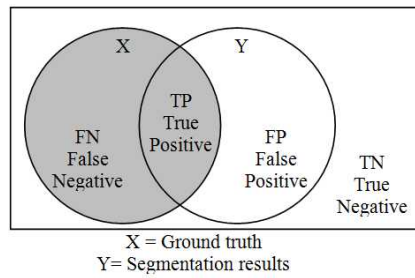 X
Y
TP
True
Positive
FN
False
Negative
FP
False
Positive
TN
True
Negative
X = Ground truth
Y= Segmentation results